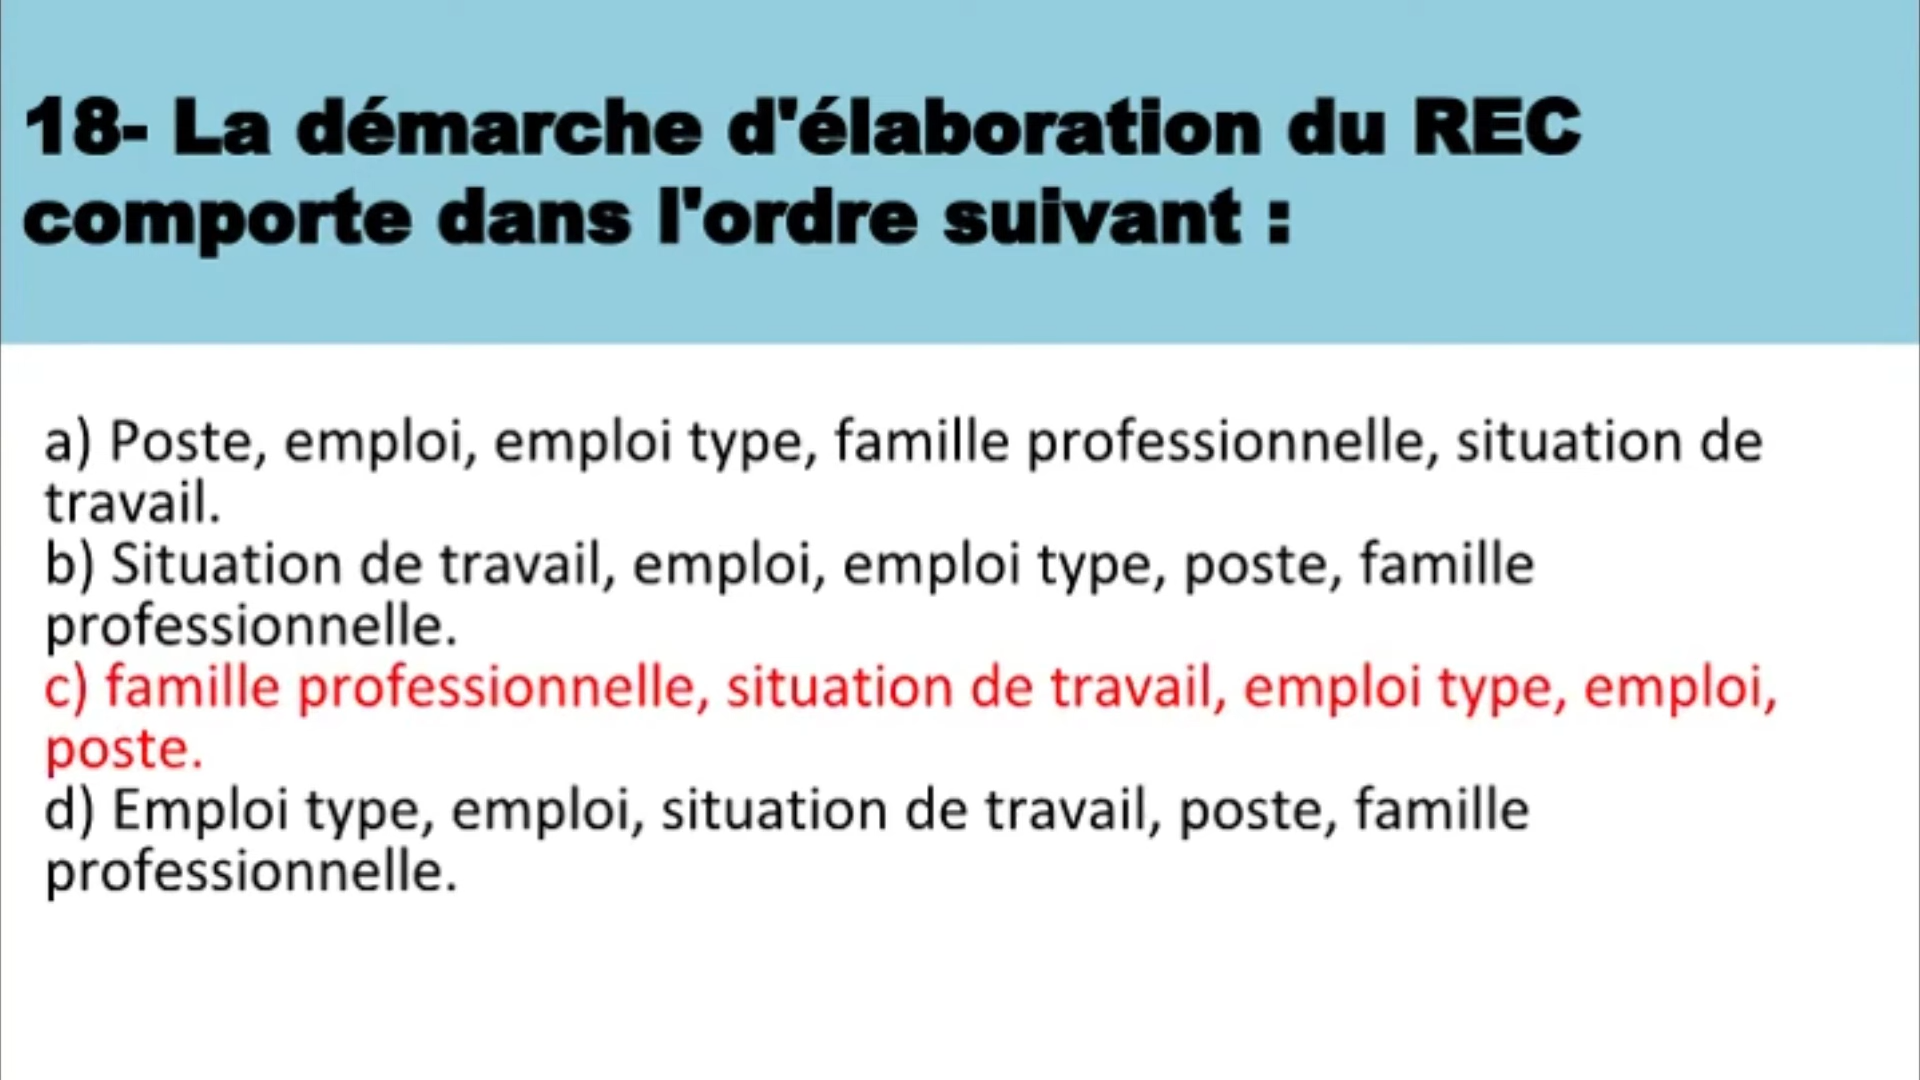 18- La démarche d'élaboration du REC
comporte dans l'ordre suivant :
a) Poste, emploi, emploi type, famille professionnelle, situation de
travail.
b) Situation de travail, emploi, emploi type, poste, famille
professionnelle.
c) famille professionnelle, situation de travail, emploi type, emploi,
poste.
d) Emploi type, emploi, situation de travail, poste, famille
professionnelle.